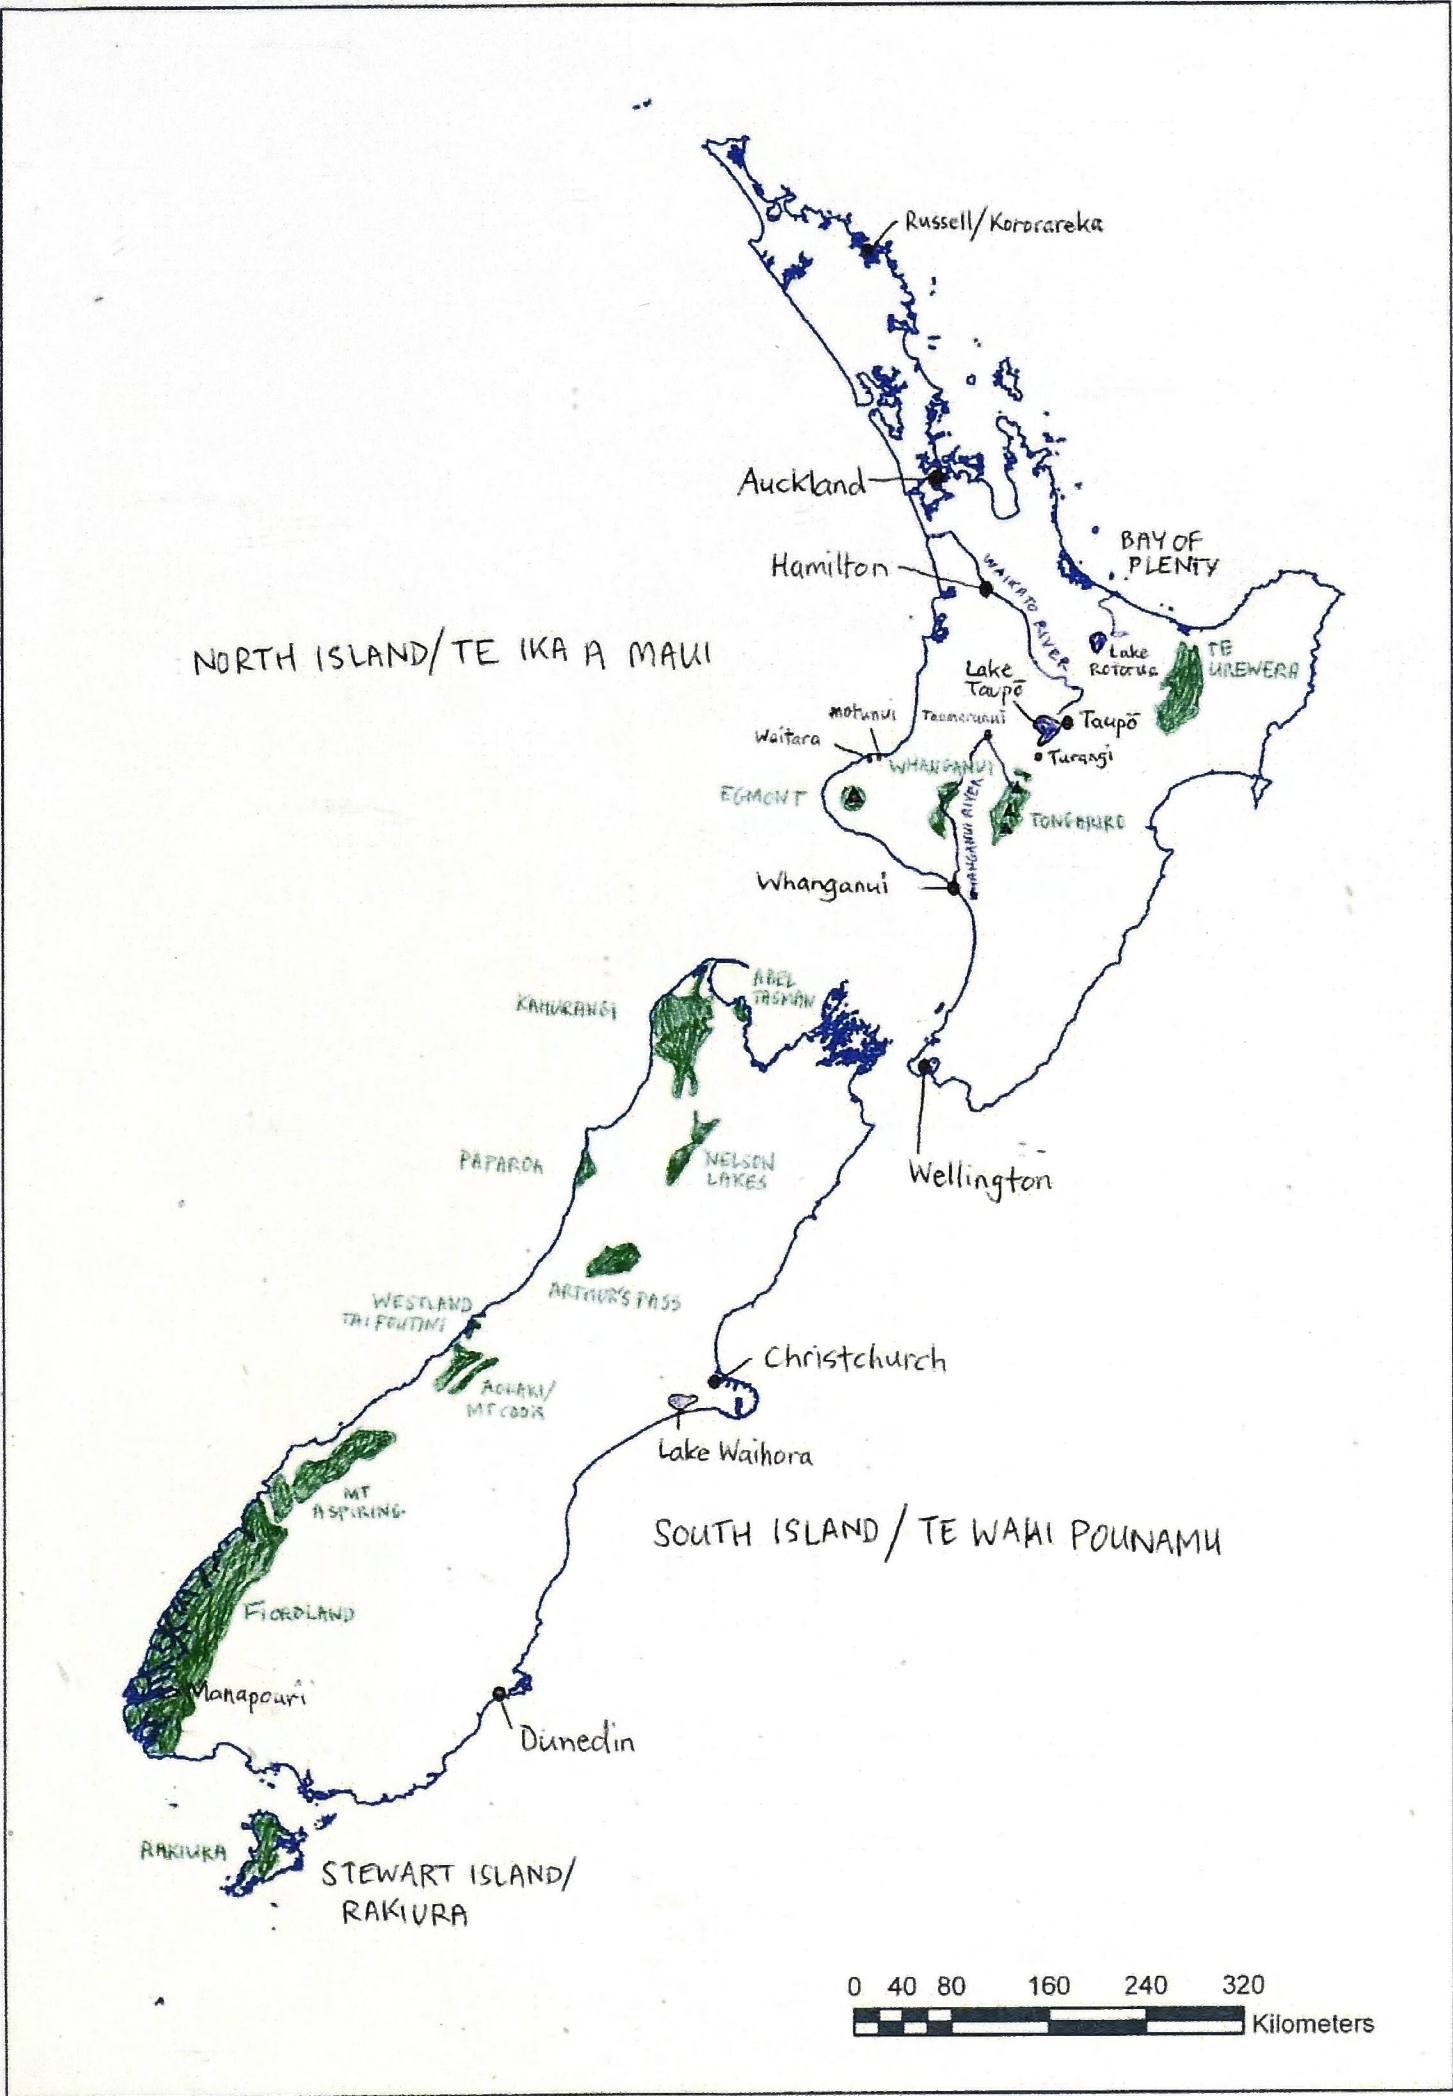 Russell/Kororareka
Auckland
BAY OF
PLENTY
Hamilton
WAIKATO RIVER
NORTH ISLAND/TE IKA A MAUI
Lake
Rotorua
TE
UREWERA
Lake
Taupō
Taupō
Motunui
Taumarunui
Waitara
Turangi
WHANGANUI
EGMONT
WHANGANUI RIVER
TONGARIRO
Whanganui
ABEL
TASMAN
KAHURANGI
PAPAROA
NELSON
LAKES
Wellington
ARTHUR'S PASS
WESTLAND
Christchurch
AORAKI/
MT COOK
Lake Waihora
MT
ASPIRING
SOUTH ISLAND/TE WAHI POUNAMU
FIORDLAND
Manapouri
Dunedin
RAKIURA
STEWART ISLAND/
RAKIURA
0 40 80 160 240 320
Kilometers